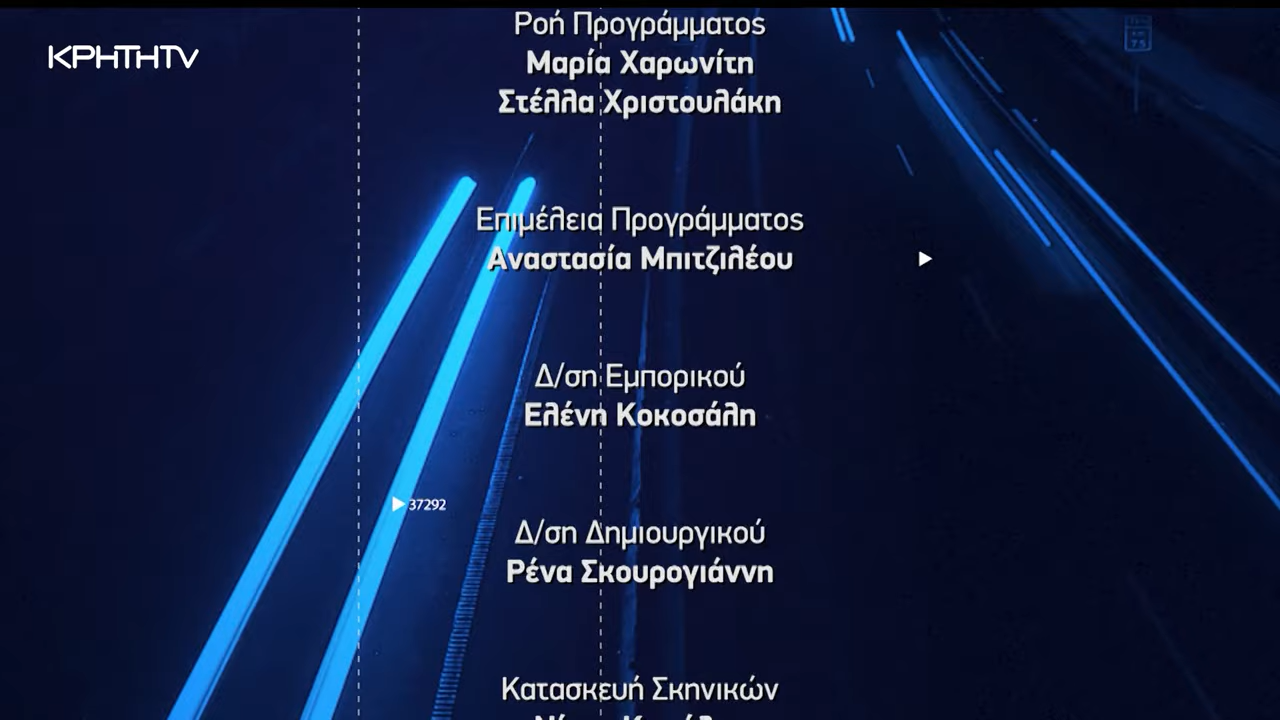 ΚΡΗΤΗTV
Ροή Προγράμματος
Μαρία Χαρωνίτη
Στέλλα Χριστουλάκη
75
Επιμέλεια Προγράμματος
Αναστασία Μπιτζιλέου
Δ/ση Εμπορικού
Ελένη Κοκοσάλη
37292
Δ/ση Δημιουργικού
Ρένα Σκουρογιάννη
Κατασκευή Σκηνικών